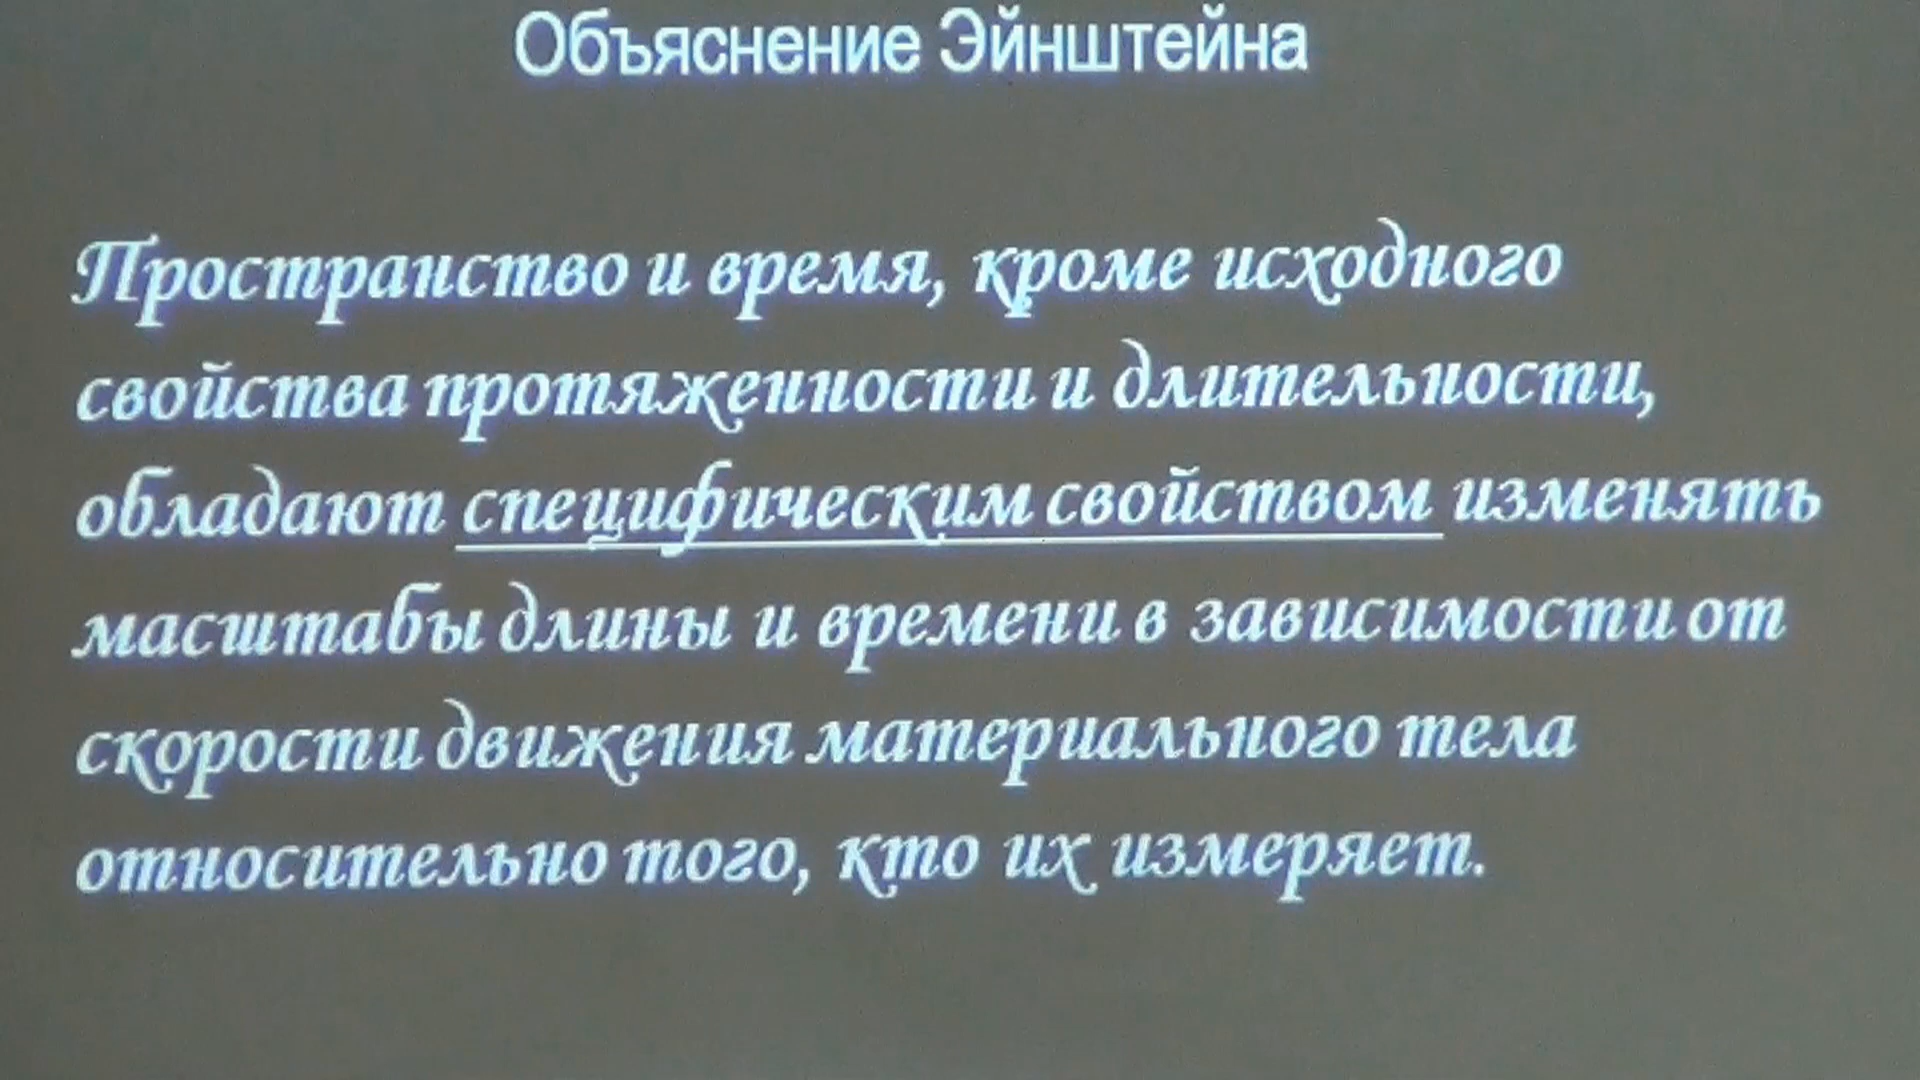 Объяснение Эйнштейна
Пространство и время, кроме исходного
свойства протяженности и длительности,
обладают специфическим свойством изменять
масштабы длины и времени в зависимости от
скорости движения материального тела
относительно того, кто их измеряет.